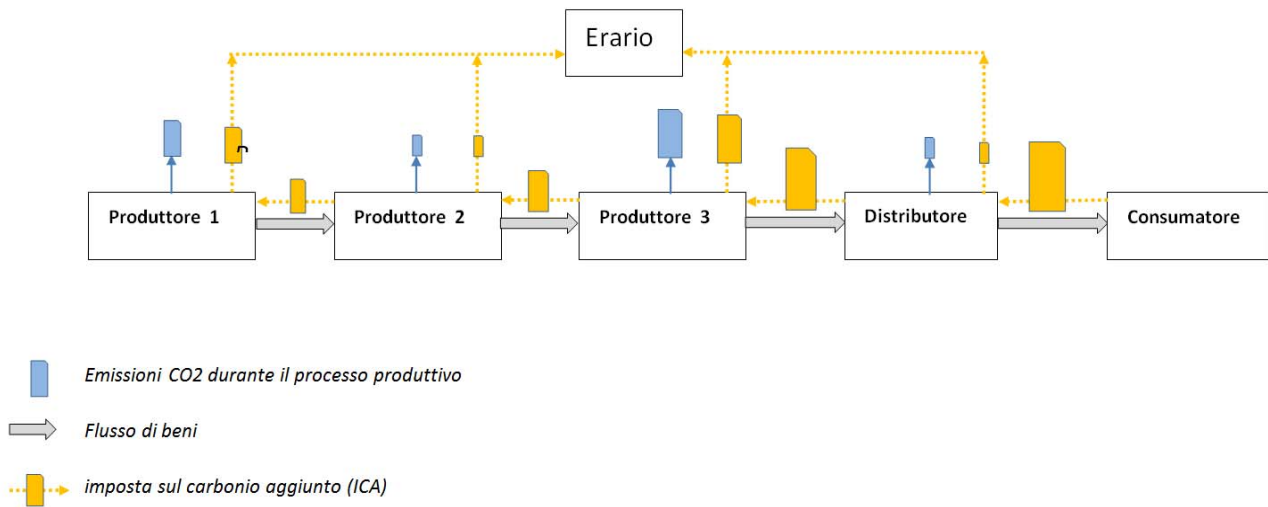 Erario
Produttore 1
Produttore 2
Produttore 3
Distributore
Consumatore
Emissioni CO2 durante il processo produttivo
Flusso di beni
imposta sul carbonio aggiunto (ICA)